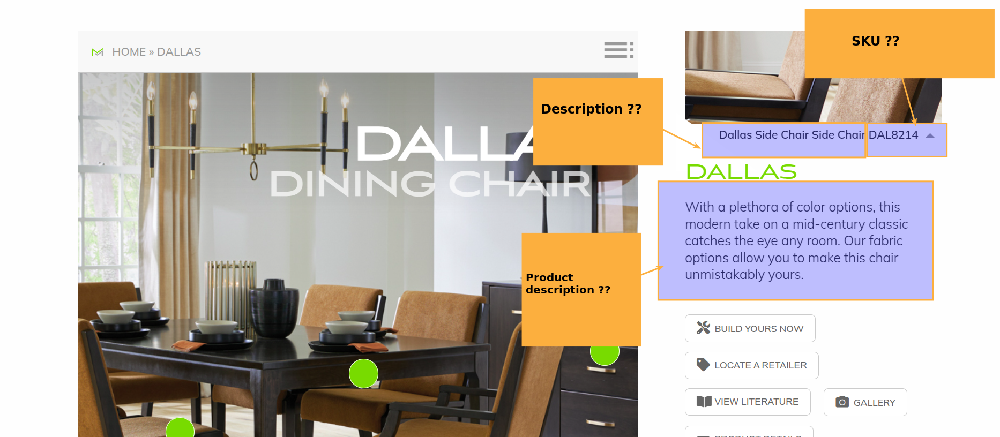 HOME » DALLAS
SKU ??
Description ??
Dallas Side Chair Side Chair DAL8214
DALLA
DINING CHAIR
DALLAS
With a plethora of color options, this
modern take on a mid-century classic
catches the eye any room. Our fabric
options allow you to make this chair
unmistakably yours.
Product
description ??
BUILD YOURS NOW
LOCATE A RETAILER
VIEW LITERATURE
GALLERY
PRODUCT DETAILS